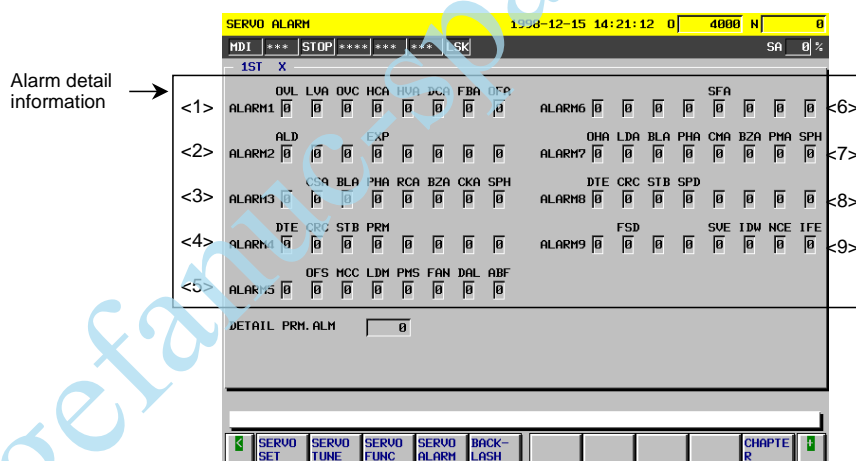 SERVO ALARM 1998-12-15 14:21:12 O 4000 N 0
MDI *** STOP **** *** *** LSK SA 0 %
1ST X
Alarm detail
information
OVL LVA OVC HCA HVA DCA FBA OFA SFA
<1> ALARM1 0 0 0 0 0 0 0 0 ALARM6 0 0 0 0 0 0 0 0 <6>
ALD EXP OHA LDA BLA PHA CMA BZA PMA SPH
<2> ALARM2 0 0 0 0 0 0 0 0 ALARM7 0 0 0 0 0 0 0 0 <7>
CSA BLA PHA RCA BZA CKA SPH DTE CRC STB SPD
<3> ALARM3 0 0 0 0 0 0 0 0 ALARM8 0 0 0 0 0 0 0 0 <8>
DTE CRC STB PRM FSD SVE IDW NCE IFE
<4> ALARM4 0 0 0 0 0 0 0 0 ALARM9 0 0 0 0 0 0 0 0 <9>
OFS MCC LDM PMS FAN DAL ABF
<5> ALARM5 0 0 0 0 0 0 0 0
DETAIL PRM.ALM 0
< SERVO SERVO SERVO SERVO BACK- CHAPTE +
SET TUNE FUNC ALARM LASH R
gefanuc-spa